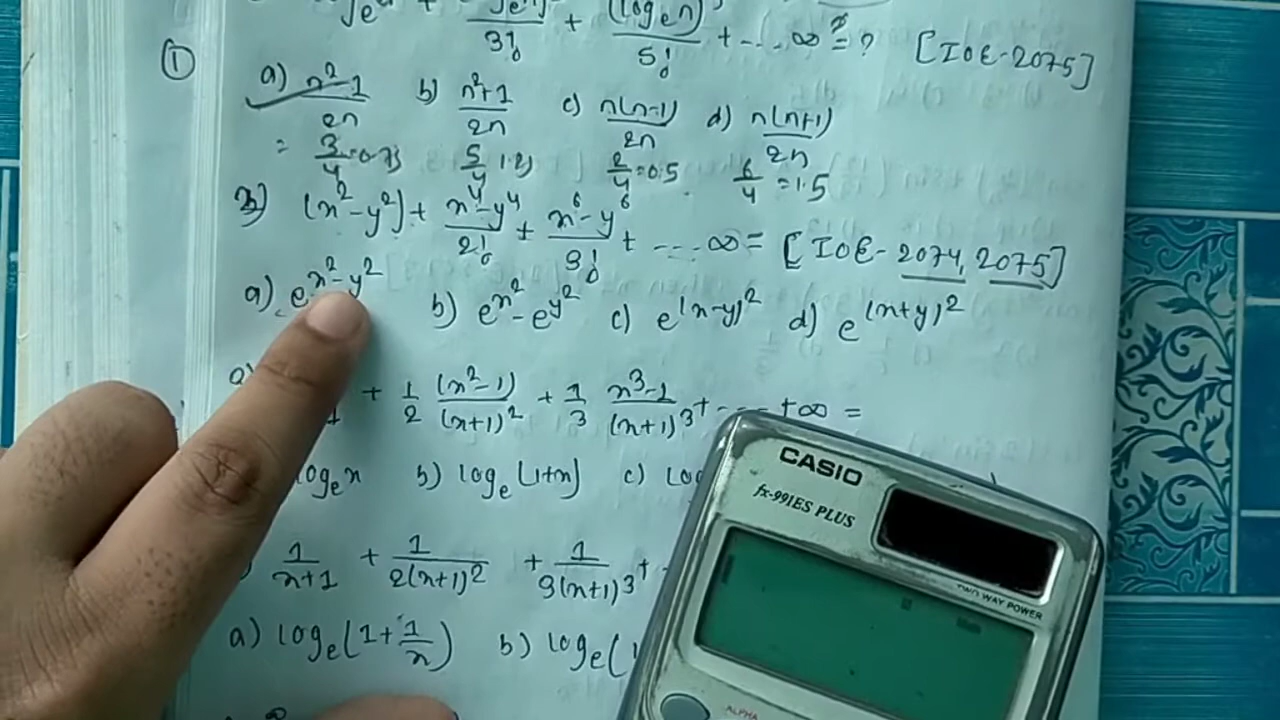 3! + (logen) / 5! + -... ∞ = ? [IOE-2075]
① a) n²-1 / 2n b) n²+1 / 2n c) n(n-1) / 2n d) n(n+1) / 2n
= 3/4 = 0.75 5/4 1.25 2/4 = 0.5 6/4 = 1.5
(x²-y²) + x⁴-y⁴ / 2! + x⁶-y⁶ / 3! + -... ∞ = [IOE-2074, 2075]
a) e^x²-y² b) e^x² - e^y² c) e^(x-y)² d) e^(x+y)²
+ 1/2 (x²-1) / (x+1)² + 1/3 x³-1 / (x+1)³ + -... +∞ =
logex b) loge(1+x) c)
1 / x+1 + 1 / 2(x+1)² + 1 / 3(x+1)³ +
a) loge(1+1/x) b) loge(
CASIO
fx-991ES PLUS
TWO WAY POWER
ALPHA